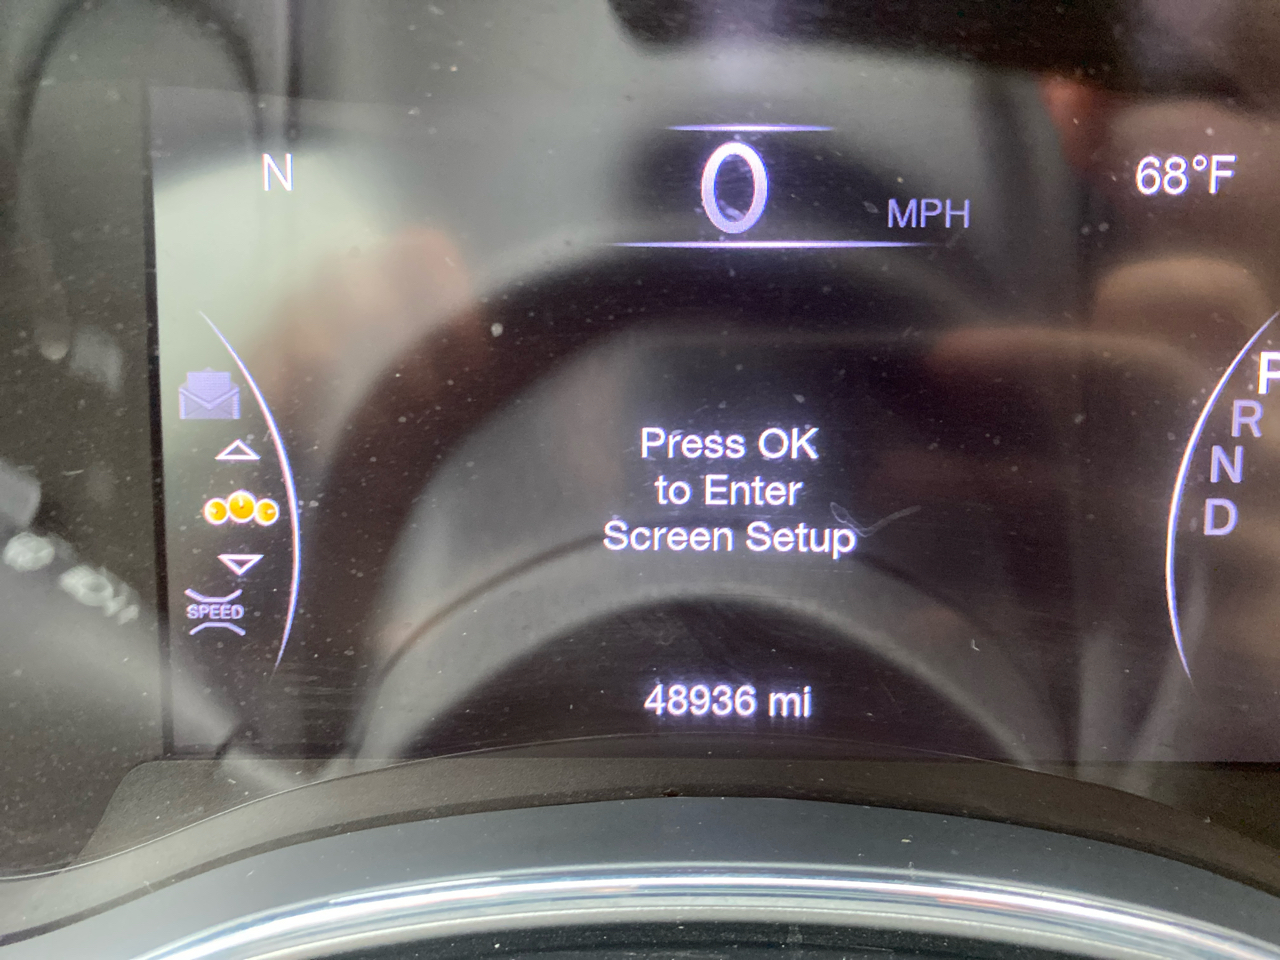 N
0
MPH
68°F
Press OK
to Enter
Screen Setup
P
R
N
D
SPEED
48936 mi